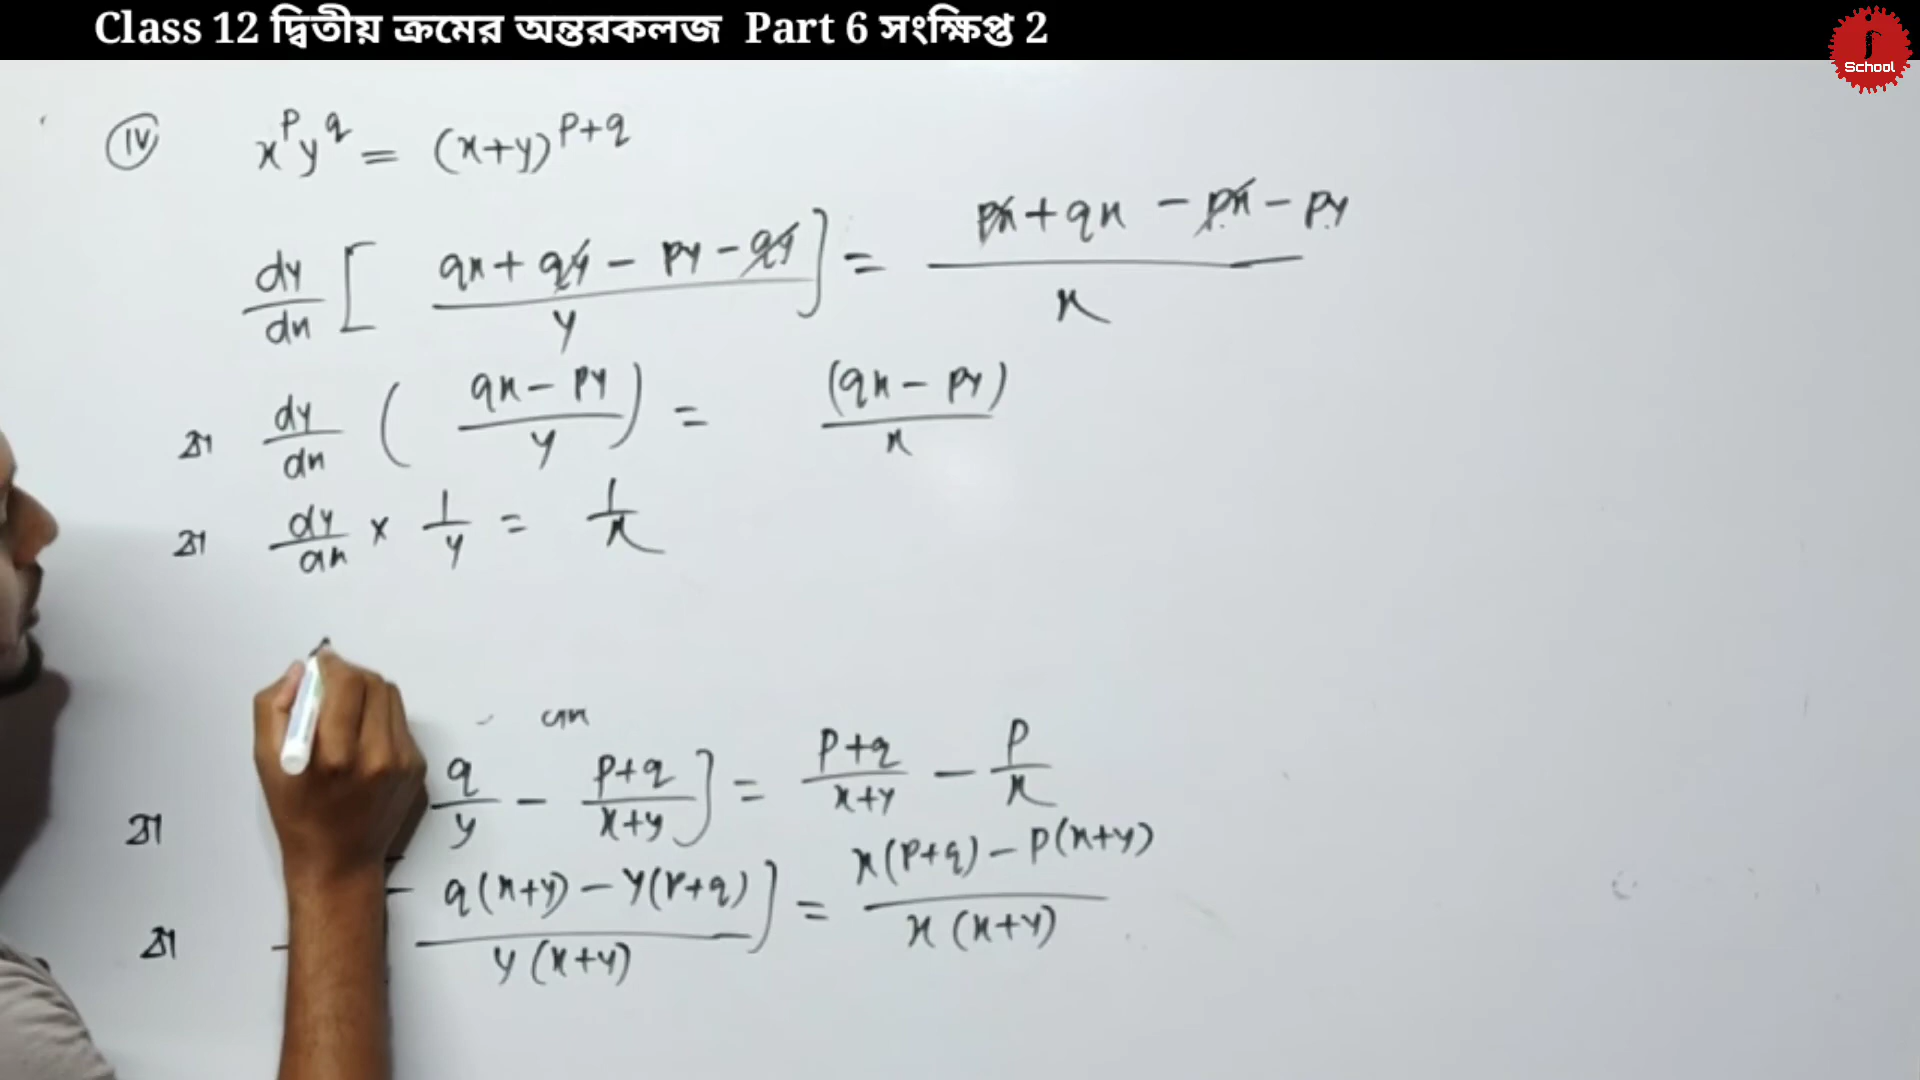 Class 12 দ্বিতীয় ক্রমের অন্তরকলজ Part 6 সংক্ষিপ্ত 2
ſ School
(IV) x^p y^q = (x+y)^{p+q}
dy/dx [ (qx + qy - py - qy)/y ] = (px + qx - px - py)/x
বা dy/dx ( (qx - py)/y ) = (qx - py)/x
বা dy/dx × 1/y = 1/x
dx
বা q/y - (p+q)/(x+y) ] = (p+q)/(x+y) - p/x
বা (q(x+y) - y(p+q))/(y(x+y)) ] = (x(p+q) - p(x+y))/(x(x+y))